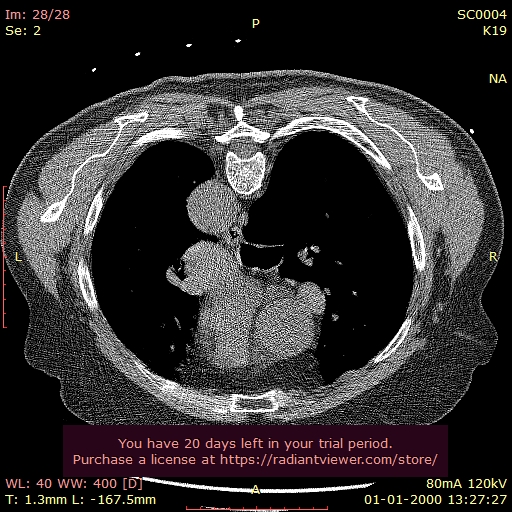 Im: 28/28
Se: 2
P
SC0004
K19
NA
L
R
You have 20 days left in your trial period.
Purchase a license at https://radiantviewer.com/store/
WL: 40 WW: 400 [D]
T: 1.3mm L: -167.5mm
A
80mA 120kV
01-01-2000 13:27:27